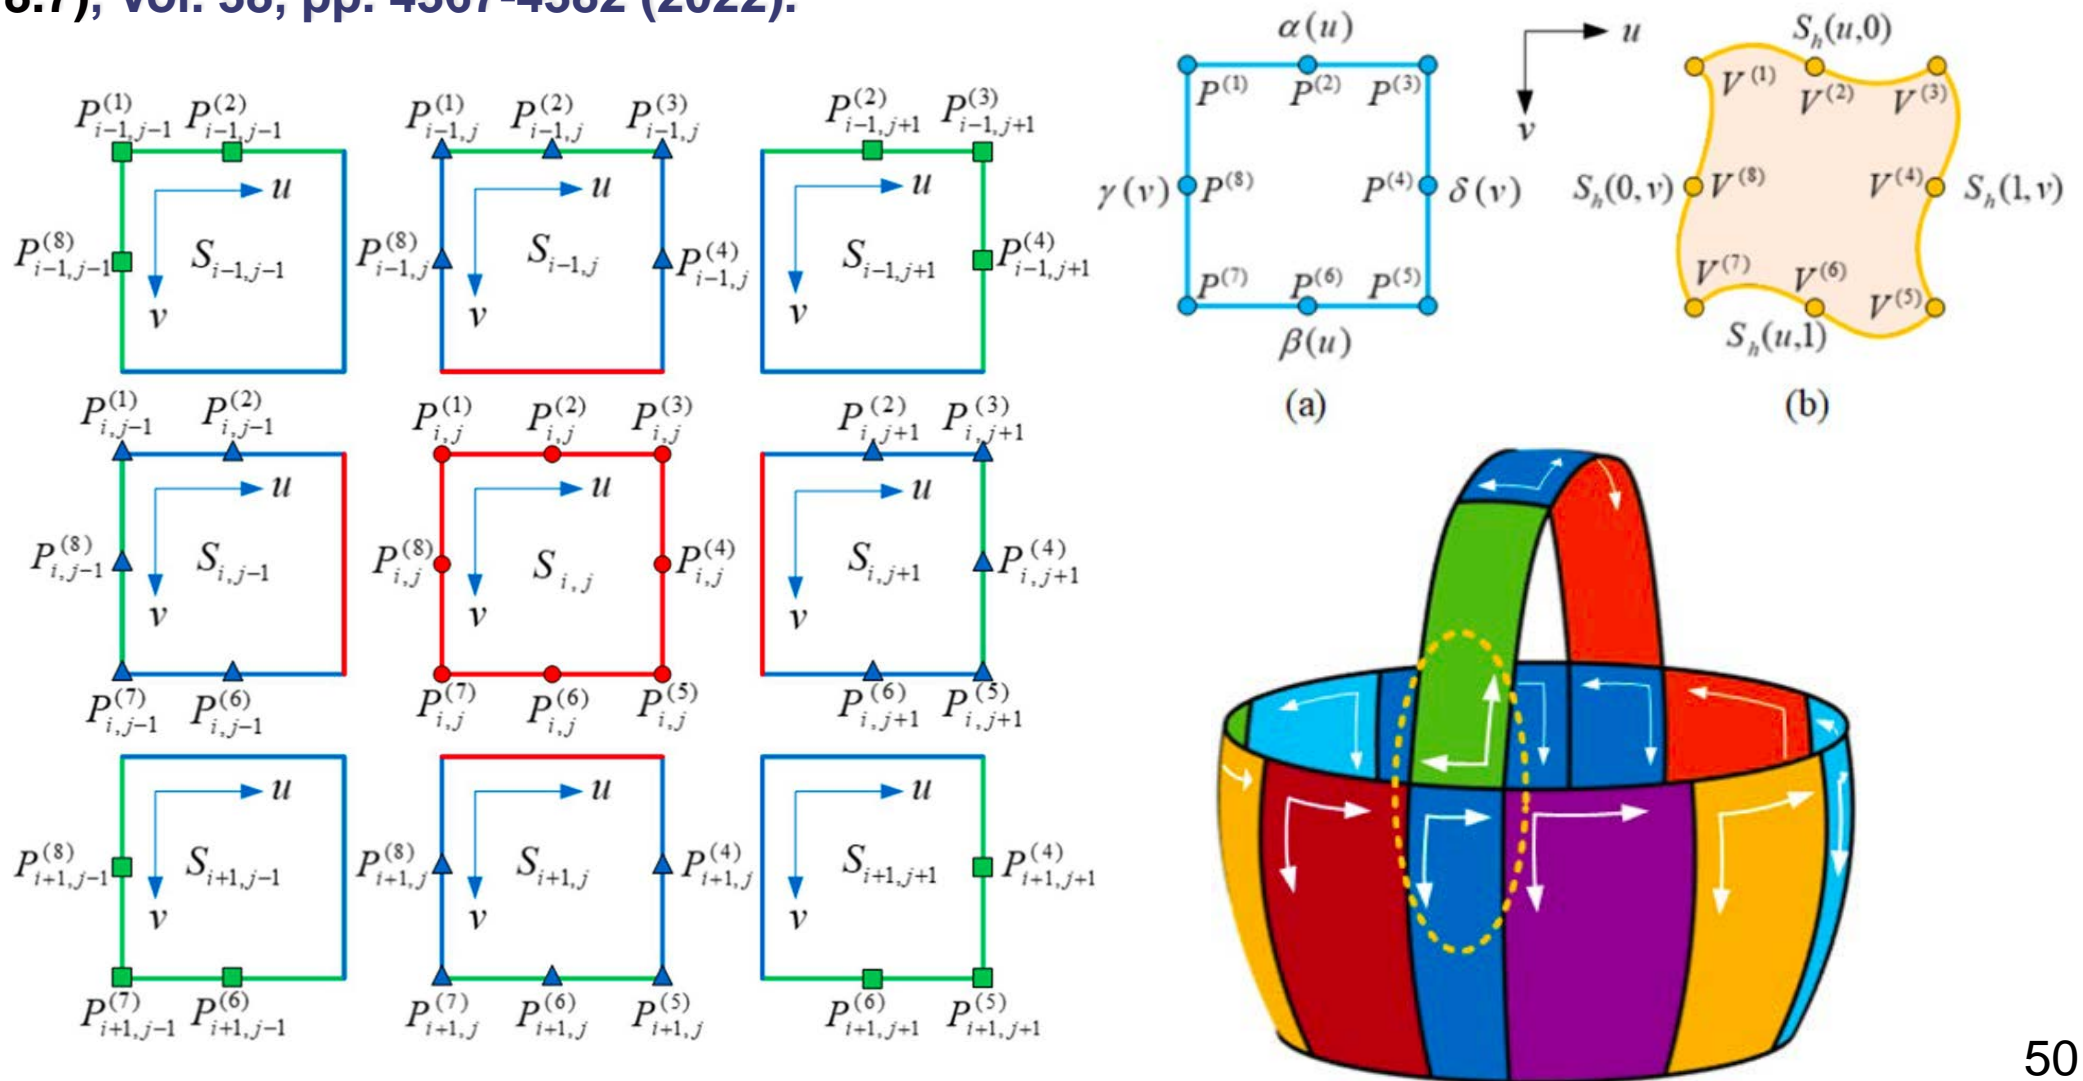 8.7), Vol. 38, pp. 4367-4382 (2022).
P^{(1)}_{i-1,j-1} P^{(2)}_{i-1,j-1} P^{(1)}_{i-1,j} P^{(2)}_{i-1,j} P^{(3)}_{i-1,j} P^{(2)}_{i-1,j+1} P^{(3)}_{i-1,j+1}
u u u
P^{(8)}_{i-1,j-1} S_{i-1,j-1} P^{(8)}_{i-1,j} S_{i-1,j} P^{(4)}_{i-1,j} S_{i-1,j+1} P^{(4)}_{i-1,j+1}
v v v
P^{(1)}_{i,j-1} P^{(2)}_{i,j-1} P^{(1)}_{i,j} P^{(2)}_{i,j} P^{(3)}_{i,j} P^{(2)}_{i,j+1} P^{(3)}_{i,j+1}
u u u
P^{(8)}_{i,j-1} S_{i,j-1} P^{(8)}_{i,j} S_{i,j} P^{(4)}_{i,j} S_{i,j+1} P^{(4)}_{i,j+1}
v v v
P^{(7)}_{i,j-1} P^{(6)}_{i,j-1} P^{(7)}_{i,j} P^{(6)}_{i,j} P^{(5)}_{i,j} P^{(6)}_{i,j+1} P^{(5)}_{i,j+1}
u u u
P^{(8)}_{i+1,j-1} S_{i+1,j-1} P^{(8)}_{i+1,j} S_{i+1,j} P^{(4)}_{i+1,j} S_{i+1,j+1} P^{(4)}_{i+1,j+1}
v v v
P^{(7)}_{i+1,j-1} P^{(6)}_{i+1,j-1} P^{(7)}_{i+1,j} P^{(6)}_{i+1,j} P^{(5)}_{i+1,j} P^{(6)}_{i+1,j+1} P^{(5)}_{i+1,j+1}
α(u)
P^{(1)} P^{(2)} P^{(3)}
γ(v) P^{(8)} P^{(4)} δ(v)
P^{(7)} P^{(6)} P^{(5)}
β(u)
(a)
u
v
S_h(u,0)
V^{(1)} V^{(2)} V^{(3)}
S_h(0,v) V^{(8)} V^{(4)} S_h(1,v)
V^{(7)} V^{(6)} V^{(5)}
S_h(u,1)
(b)
50